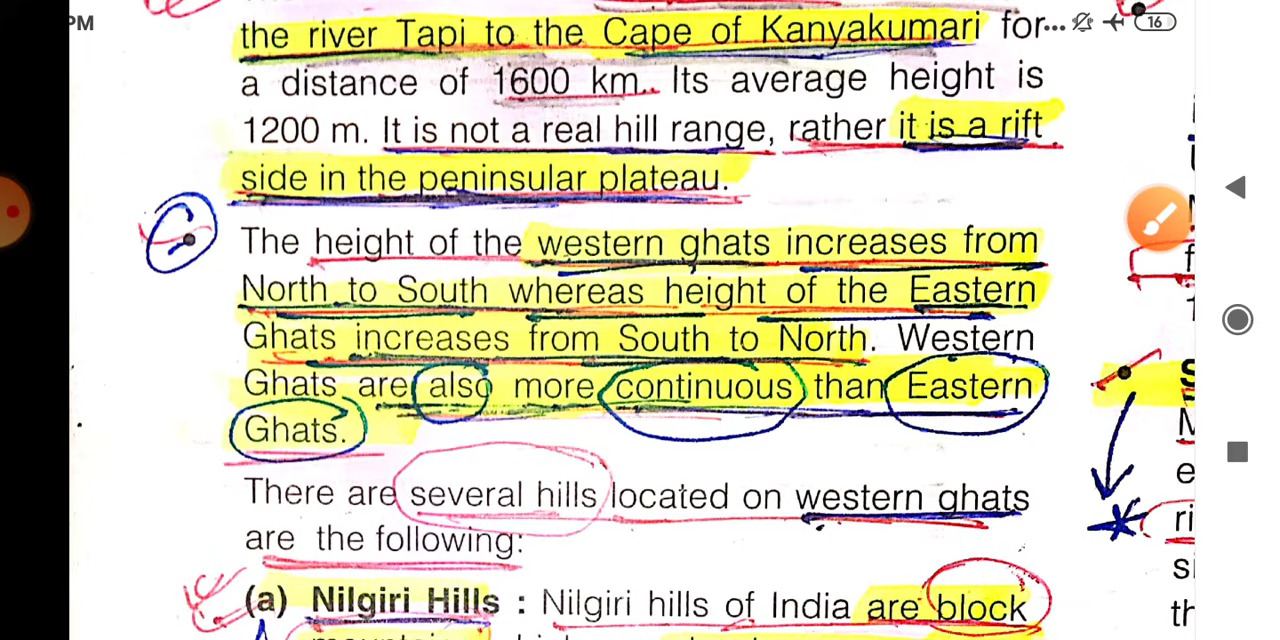 PM
16
the river Tapi to the Cape of Kanyakumari for...
a distance of 1600 km. Its average height is
1200 m. It is not a real hill range, rather it is a rift
side in the peninsular plateau.
The height of the western ghats increases from
North to South whereas height of the Eastern
Ghats increases from South to North. Western
Ghats are also more continuous than Eastern
Ghats.
There are several hills located on western ghats
are the following:
(a) Nilgiri Hills : Nilgiri hills of India are block
f
S
M
e
ri
s
th